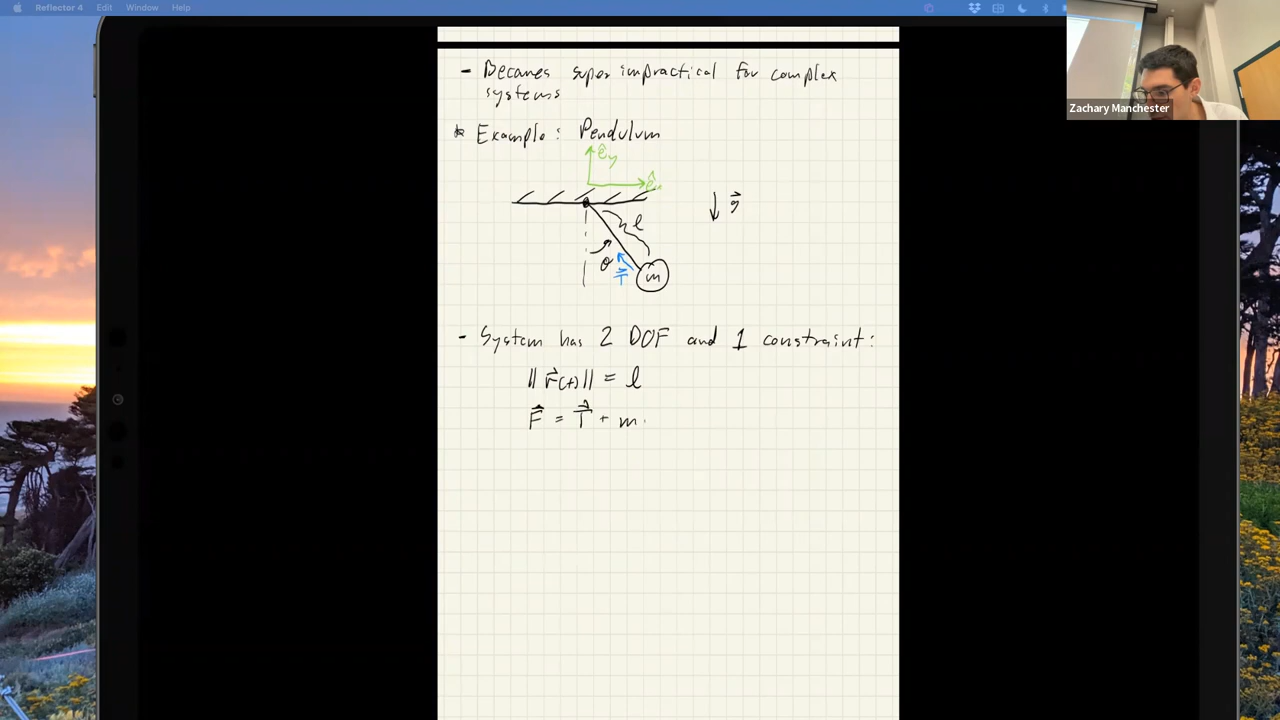 Reflector 4 Edit Window Help
Zachary Manchester
- Becomes super impractical for complex
systems
* Example: Pendulum
ê_y
ê_x
l
g⃗
θ
T⃗
m
- System has 2 DOF and 1 constraint:
‖ r⃗(t) ‖ = l
F⃗ = T⃗ + m